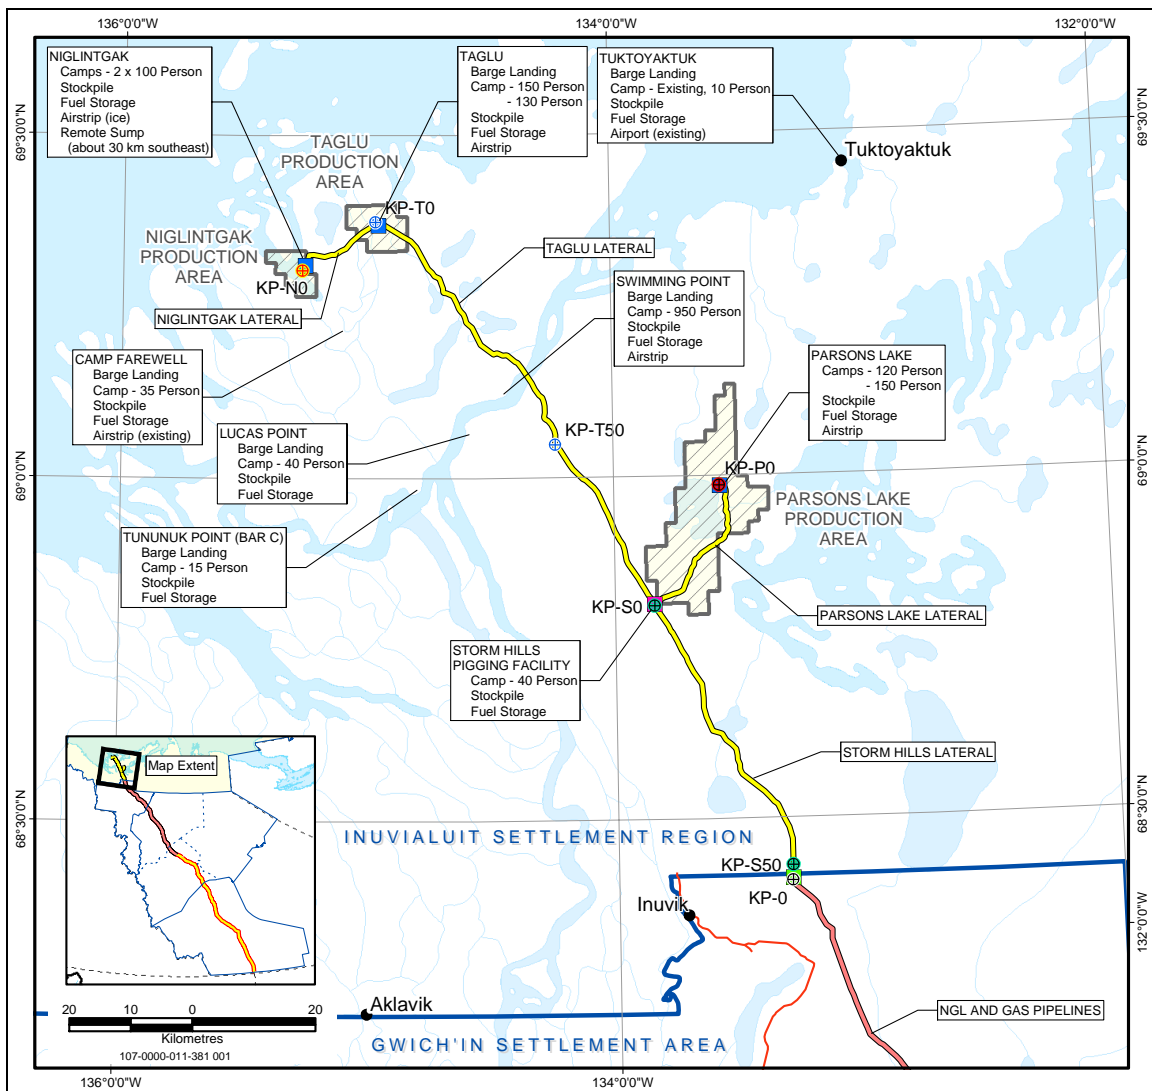 136°0'0"W
134°0'0"W
132°0'0"W
69°30'0"N
69°30'0"N
NIGLINTGAK
Camps - 2 x 100 Person
Stockpile
Fuel Storage
Airstrip (ice)
Remote Sump
(about 30 km southeast)
TAGLU
Barge Landing
Camp - 150 Person
- 130 Person
Stockpile
Fuel Storage
Airstrip
TUKTOYAKTUK
Barge Landing
Camp - Existing, 10 Person
Stockpile
Fuel Storage
Airport (existing)
Tuktoyaktuk
TAGLU
PRODUCTION
AREA
KP-T0
NIGLINTGAK
PRODUCTION
AREA
KP-N0
TAGLU LATERAL
NIGLINTGAK LATERAL
SWIMMING POINT
Barge Landing
Camp - 950 Person
Stockpile
Fuel Storage
Airstrip
CAMP FAREWELL
Barge Landing
Camp - 35 Person
Stockpile
Fuel Storage
Airstrip (existing)
PARSONS LAKE
Camps - 120 Person
- 150 Person
Stockpile
Fuel Storage
Airstrip
LUCAS POINT
Barge Landing
Camp - 40 Person
Stockpile
Fuel Storage
KP-T50
69°0'0"N
69°0'0"N
KP-P0
PARSONS LAKE
PRODUCTION
AREA
TUNUNUK POINT (BAR C)
Barge Landing
Camp - 15 Person
Stockpile
Fuel Storage
KP-S0
PARSONS LAKE LATERAL
STORM HILLS
PIGGING FACILITY
Camp - 40 Person
Stockpile
Fuel Storage
STORM HILLS LATERAL
Map Extent
68°30'0"N
68°30'0"N
INUVIALUIT SETTLEMENT REGION
KP-S50
KP-0
Inuvik
132°0'0"W
Aklavik
NGL AND GAS PIPELINES
20 10 0 20
Kilometres
107-0000-011-381 001
GWICH'IN SETTLEMENT AREA
136°0'0"W
134°0'0"W